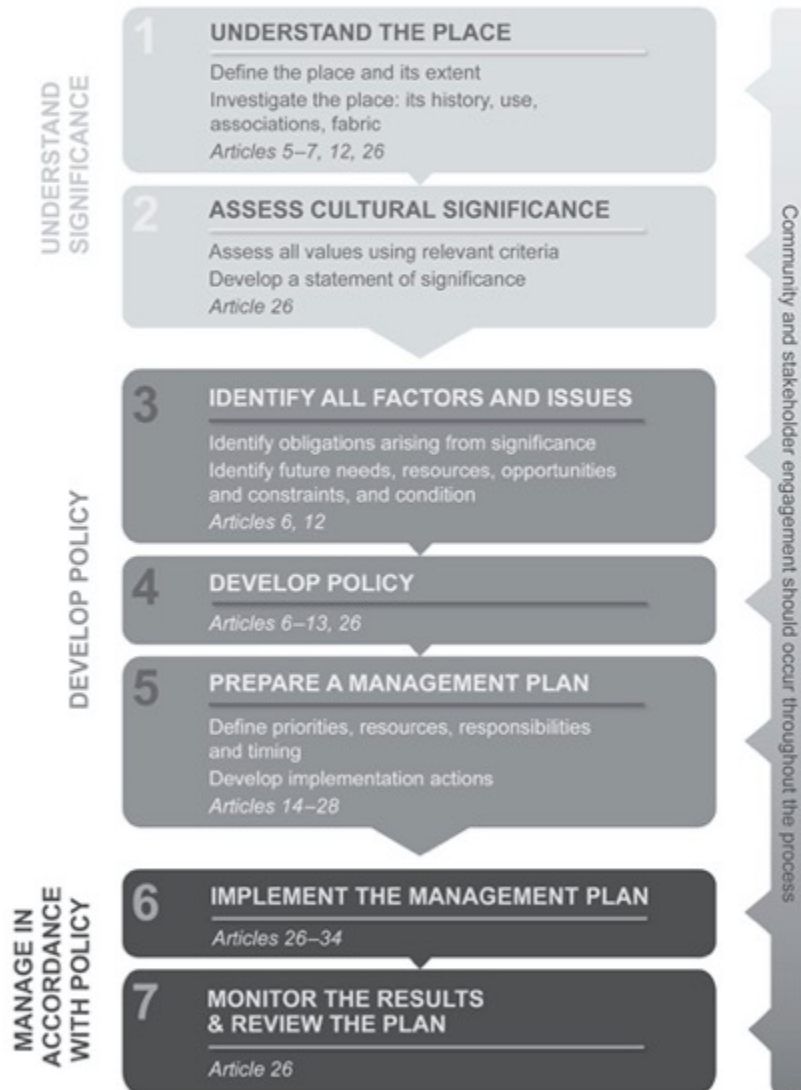 UNDERSTAND
SIGNIFICANCE
1
UNDERSTAND THE PLACE
Define the place and its extent
Investigate the place: its history, use,
associations, fabric
Articles 5–7, 12, 26
2
ASSESS CULTURAL SIGNIFICANCE
Assess all values using relevant criteria
Develop a statement of significance
Article 26
DEVELOP POLICY
3
IDENTIFY ALL FACTORS AND ISSUES
Identify obligations arising from significance
Identify future needs, resources, opportunities
and constraints, and condition
Articles 6, 12
4
DEVELOP POLICY
Articles 6–13, 26
5
PREPARE A MANAGEMENT PLAN
Define priorities, resources, responsibilities
and timing
Develop implementation actions
Articles 14–28
MANAGE IN
ACCORDANCE
WITH POLICY
6
IMPLEMENT THE MANAGEMENT PLAN
Articles 26–34
7
MONITOR THE RESULTS
& REVIEW THE PLAN
Article 26
Community and stakeholder engagement should occur throughout the process